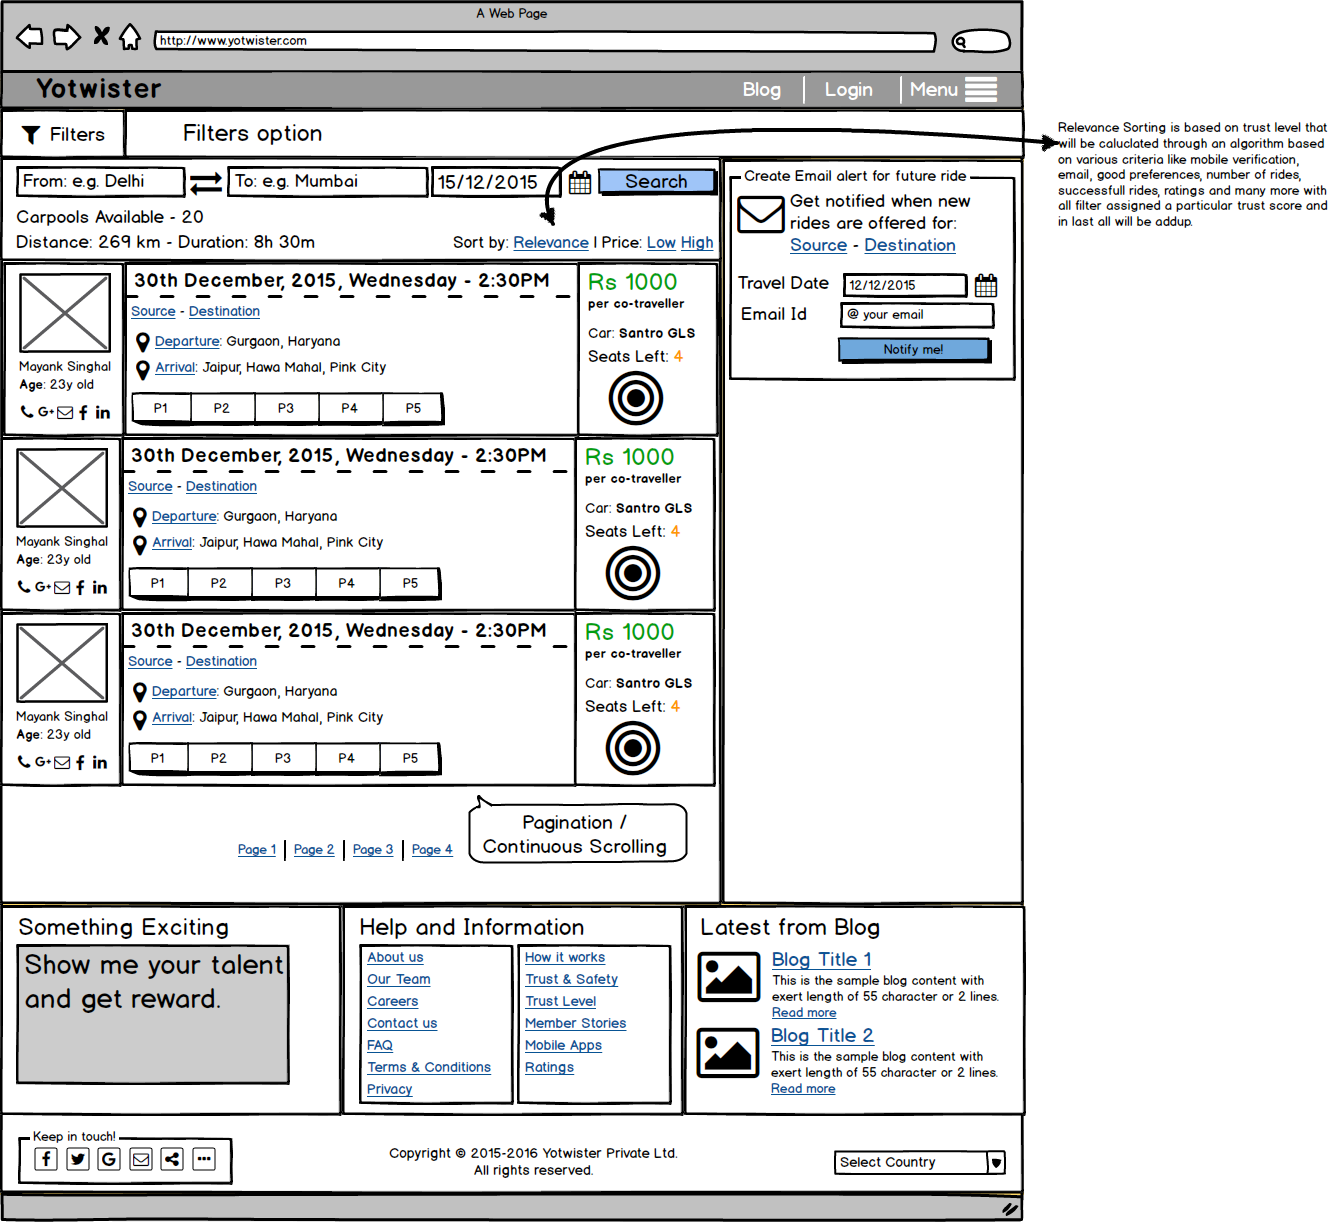 A Web Page
http://www.yotwister.com
Yotwister
Blog
Login
Menu
Filters
Filters option
From: e.g. Delhi
To: e.g. Mumbai
15/12/2015
Search
Carpools Available - 20
Distance: 269 km - Duration: 8h 30m
Sort by: Relevance | Price: Low High
30th December, 2015, Wednesday - 2:30PM
Source - Destination
Departure: Gurgaon, Haryana
Arrival: Jaipur, Hawa Mahal, Pink City
P1 P2 P3 P4 P5
Mayank Singhal
Age: 23y old
G+ f in
Rs 1000
per co-traveller
Car: Santro GLS
Seats Left: 4
30th December, 2015, Wednesday - 2:30PM
Source - Destination
Departure: Gurgaon, Haryana
Arrival: Jaipur, Hawa Mahal, Pink City
P1 P2 P3 P4 P5
Mayank Singhal
Age: 23y old
G+ f in
Rs 1000
per co-traveller
Car: Santro GLS
Seats Left: 4
30th December, 2015, Wednesday - 2:30PM
Source - Destination
Departure: Gurgaon, Haryana
Arrival: Jaipur, Hawa Mahal, Pink City
P1 P2 P3 P4 P5
Mayank Singhal
Age: 23y old
G+ f in
Rs 1000
per co-traveller
Car: Santro GLS
Seats Left: 4
Page 1 | Page 2 | Page 3 | Page 4
Pagination /
Continuous Scrolling
Create Email alert for future ride
Get notified when new
rides are offered for:
Source - Destination
Travel Date
12/12/2015
Email Id
@ your email
Notify me!
Relevance Sorting is based on trust level that
will be caluclated through an algorithm based
on various criteria like mobile verification,
email, good preferences, number of rides,
successfull rides, ratings and many more with
all filter assigned a particular trust score and
in last all will be addup.
Something Exciting
Show me your talent
and get reward.
Help and Information
About us
Our Team
Careers
Contact us
FAQ
Terms & Conditions
Privacy
How it works
Trust & Safety
Trust Level
Member Stories
Mobile Apps
Ratings
Latest from Blog
Blog Title 1
This is the sample blog content with
exert length of 55 character or 2 lines.
Read more
Blog Title 2
This is the sample blog content with
exert length of 55 character or 2 lines.
Read more
Keep in touch!
f G
Copyright © 2015-2016 Yotwister Private Ltd.
All rights reserved.
Select Country